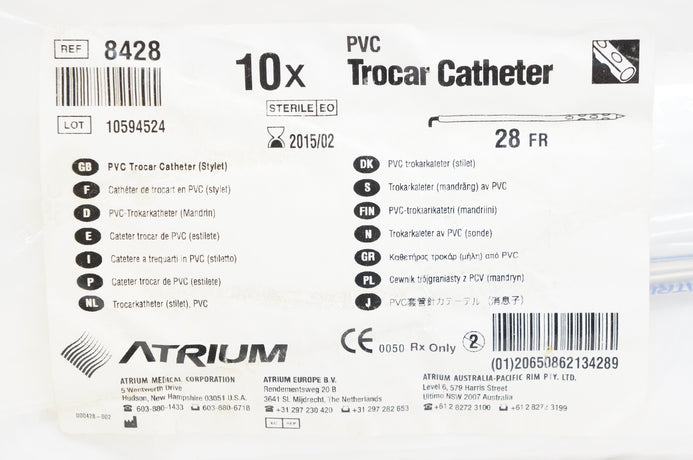 REF 8428
LOT 10594524
10x
STERILE EO
2015/02
PVC
Trocar Catheter
28 FR
GB PVC Trocar Catheter (Stylet)
F Cathéter de trocart en PVC (stylet)
D PVC-Trokarkatheter (Mandrin)
E Cateter trocar de PVC (estilete)
I Catetere a trequarti in PVC (stiletto)
P Cateter trocar de PVC (estilete)
NL Trocarkatheter (stilet), PVC
DK PVC trokarkateter (stilet)
S Trokarkateter (mandräng) av PVC
FIN PVC-trokaarikatetri (mandriini)
N Trokarkateter av PVC (sonde)
GR Καθετήρας τροκάρ (μήλη) από PVC
PL Cewnik trójgraniasty z PCV (mandryn)
J PVC套管針カテーテル (消息子)
ATRIUM
CE 0050 Rx Only 2
(01)20650862134289
ATRIUM MEDICAL CORPORATION
5 Wentworth Drive
Hudson, New Hampshire 03051 U.S.A.
603-880-1433 603-880-6718
000428-002
ATRIUM EUROPE B.V.
Rendementsweg 20 B
3641 SL Mijdrecht, The Netherlands
+31 297 230 420 +31 297 282 653
EC REP
ATRIUM AUSTRALIA-PACIFIC RIM PTY. LTD.
Level 6, 579 Harris Street
Ultimo NSW 2007 Australia
+61 2 8272 3100 +61 2 8272 3199